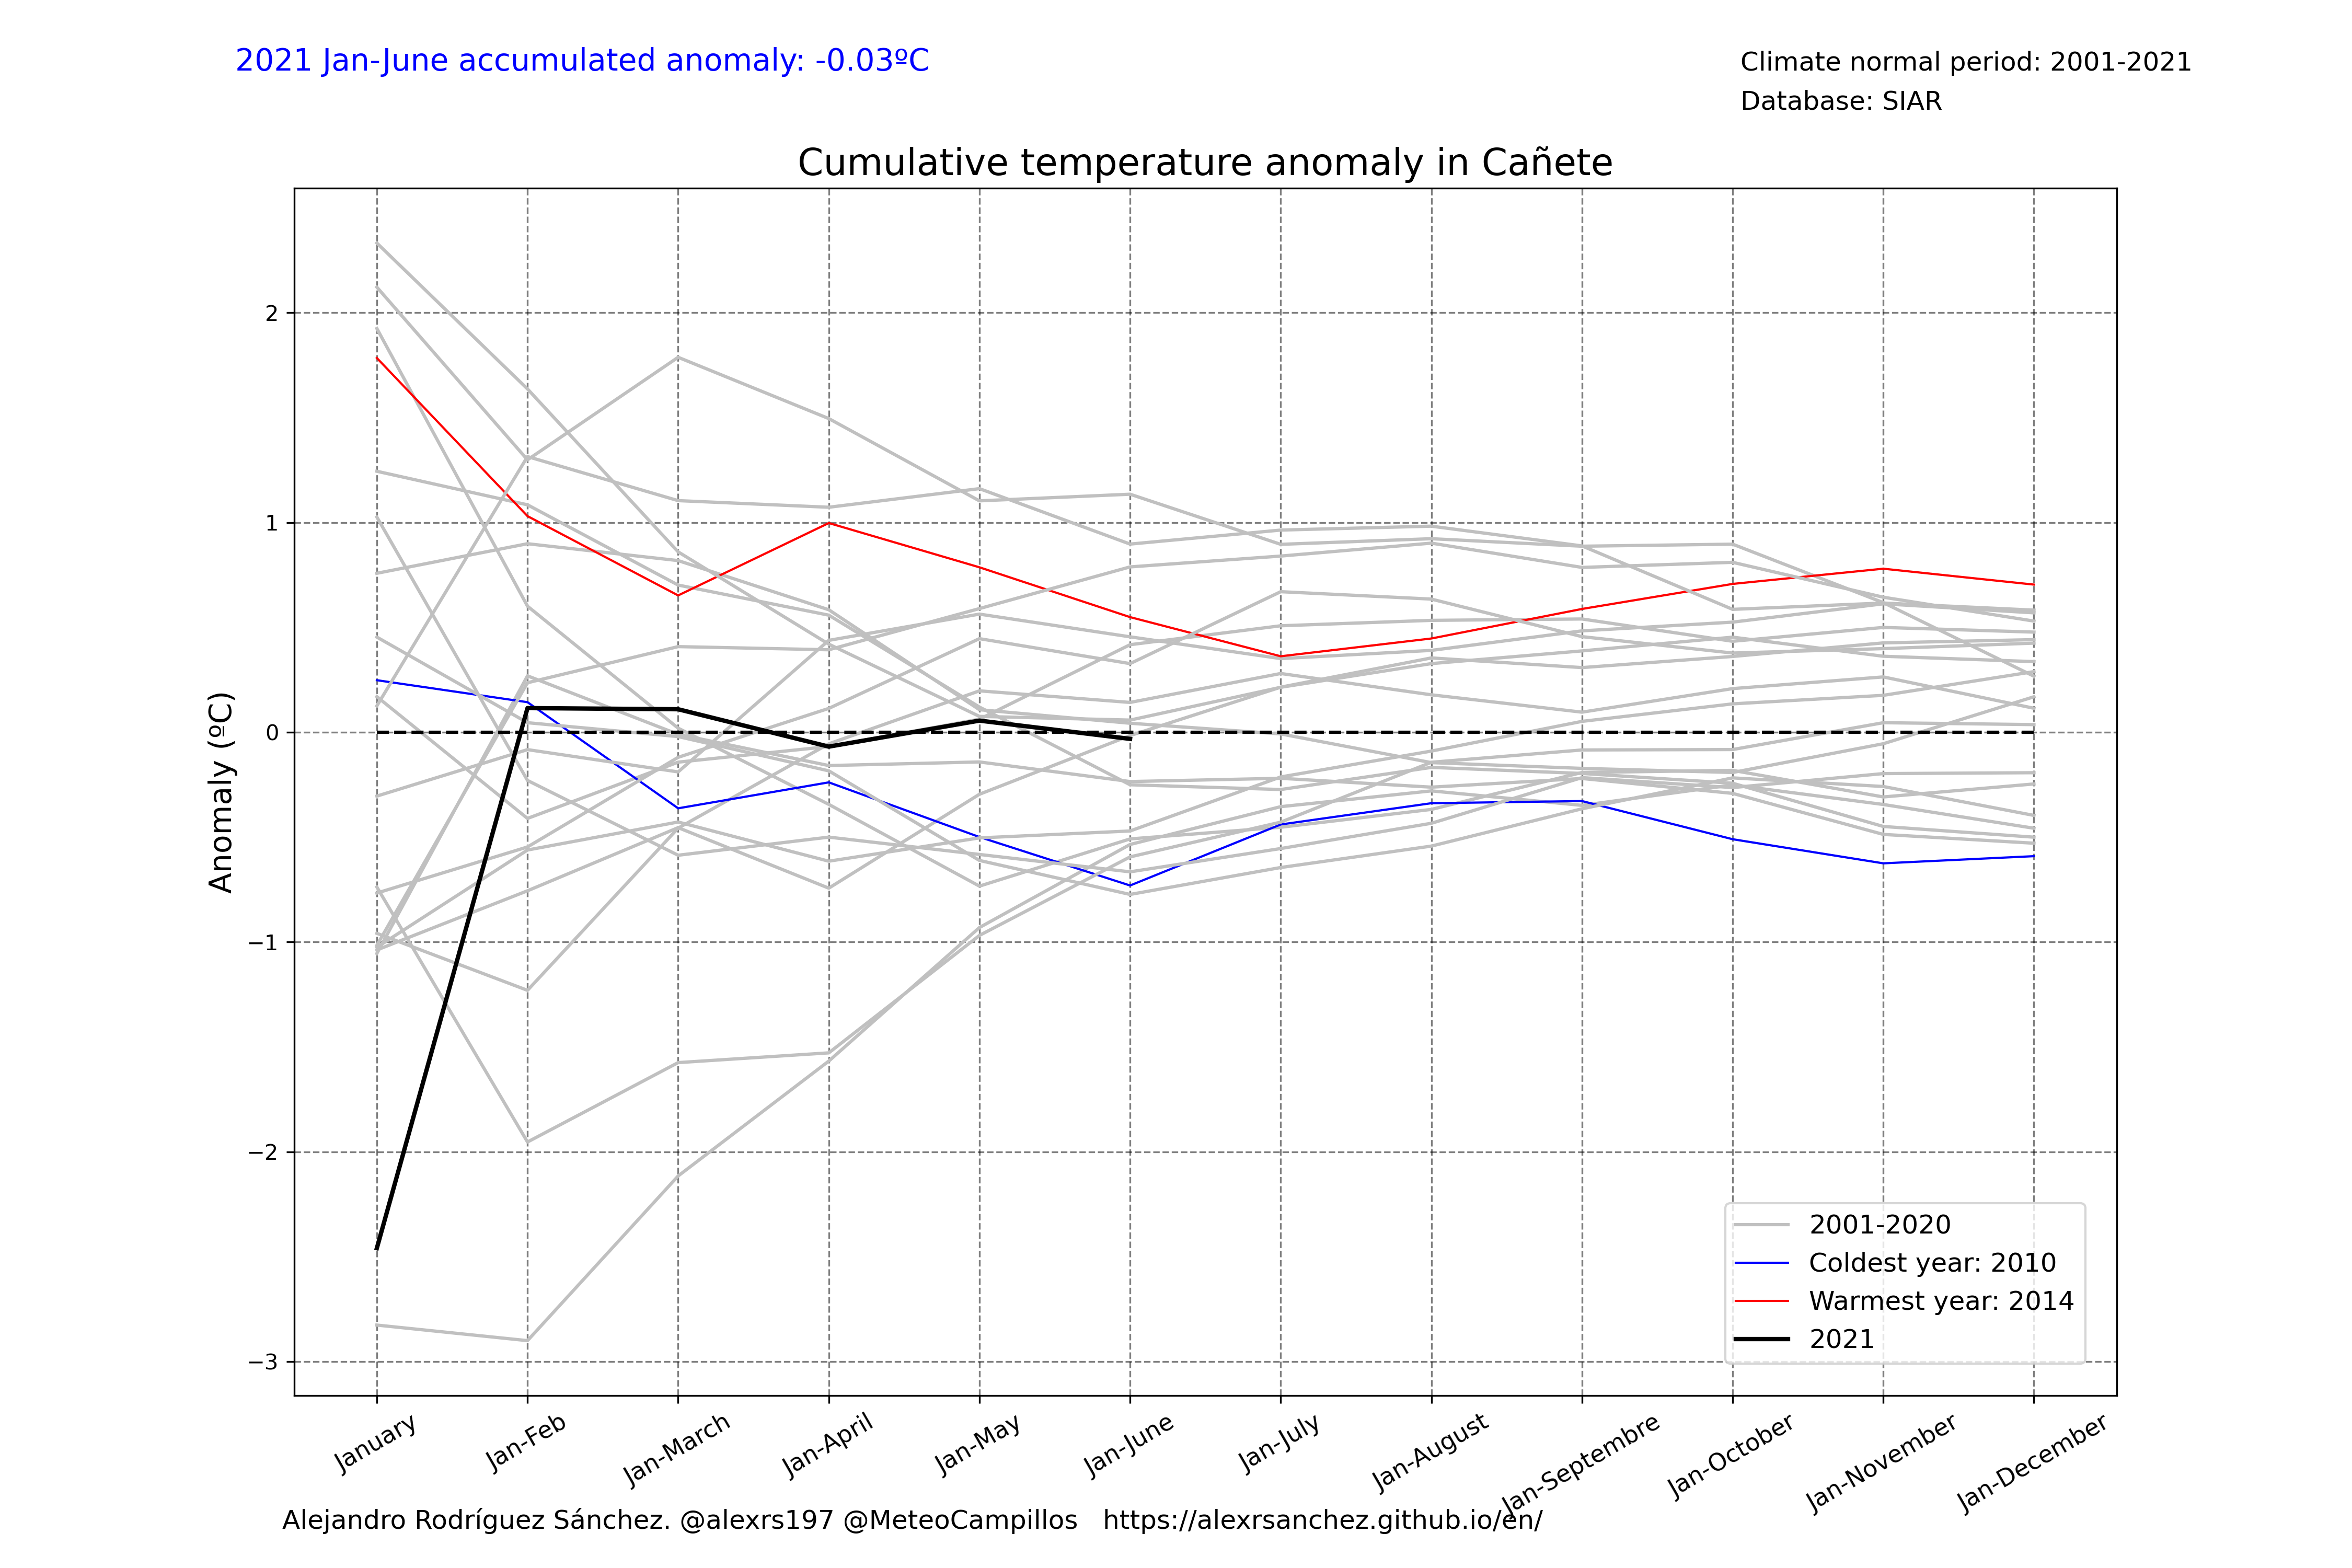 2021 Jan-June accumulated anomaly: -0.03ºC
Climate normal period: 2001-2021
Database: SIAR
Cumulative temperature anomaly in Cañete
Anomaly (ºC)
2
1
0
−1
−2
−3
2001-2020
Coldest year: 2010
Warmest year: 2014
2021
January
Jan-Feb
Jan-March
Jan-April
Jan-May
Jan-June
Jan-July
Jan-August
Jan-Septembre
Jan-October
Jan-November
Jan-December
Alejandro Rodríguez Sánchez. @alexrs197 @MeteoCampillos https://alexrsanchez.github.io/en/